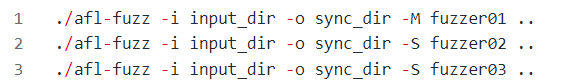 1 ./afl-fuzz -i input_dir -o sync_dir -M fuzzer01 ..
2 ./afl-fuzz -i input_dir -o sync_dir -S fuzzer02 ..
3 ./afl-fuzz -i input_dir -o sync_dir -S fuzzer03 ..